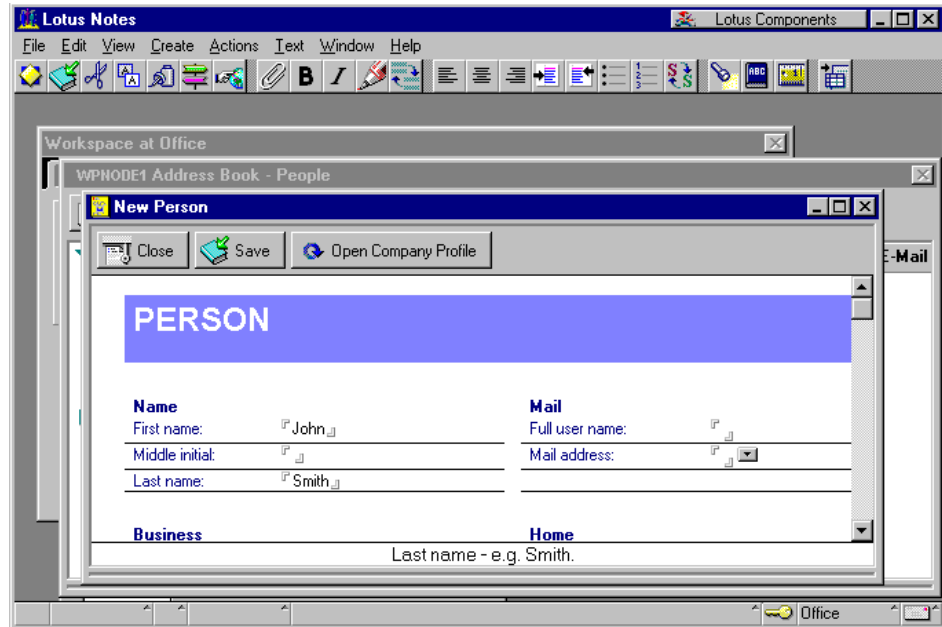 Lotus Notes Lotus Components
File Edit View Create Actions Text Window Help
Workspace at Office
WPNODE1 Address Book - People
New Person
Close Save Open Company Profile
E-Mail
PERSON
Name Mail
First name: John Full user name:
Middle initial: Mail address:
Last name: Smith
Business Home
Last name - e.g. Smith.
Office